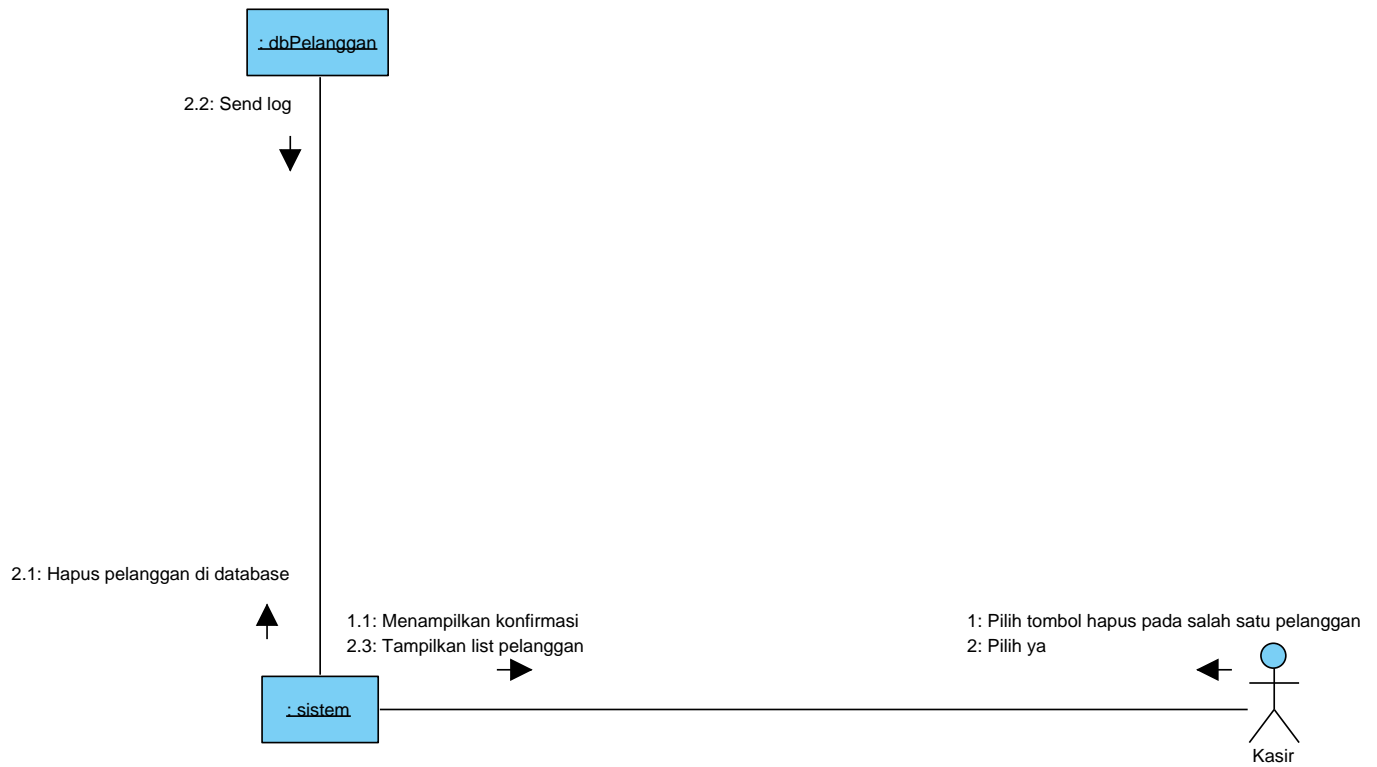 : dbPelanggan
2.2: Send log
2.1: Hapus pelanggan di database
1.1: Menampilkan konfirmasi
2.3: Tampilkan list pelanggan
1: Pilih tombol hapus pada salah satu pelanggan
2: Pilih ya
: sistem
Kasir